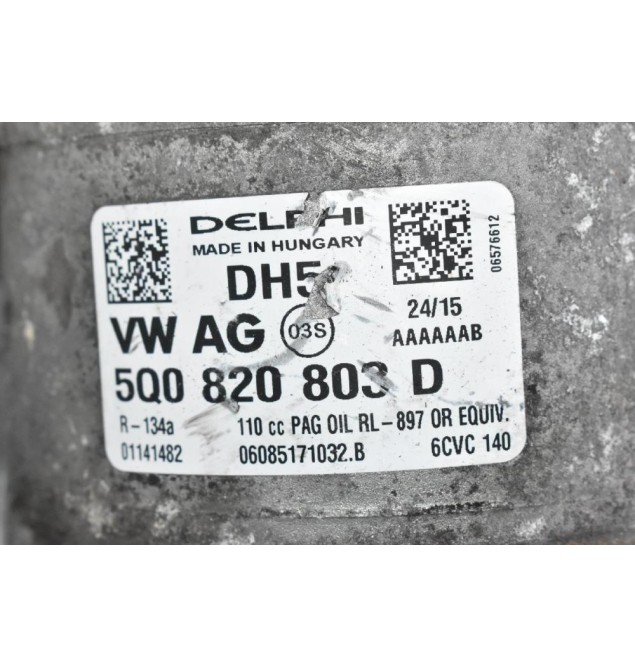 DELPHI
MADE IN HUNGARY
DH5
VW AG 03S
24/15
AAAAAAB
5Q0 820 803 D
R-134a 110 cc PAG OIL RL-897 OR EQUIV.
01141482 06085171032.B 6CVC 140
06576612